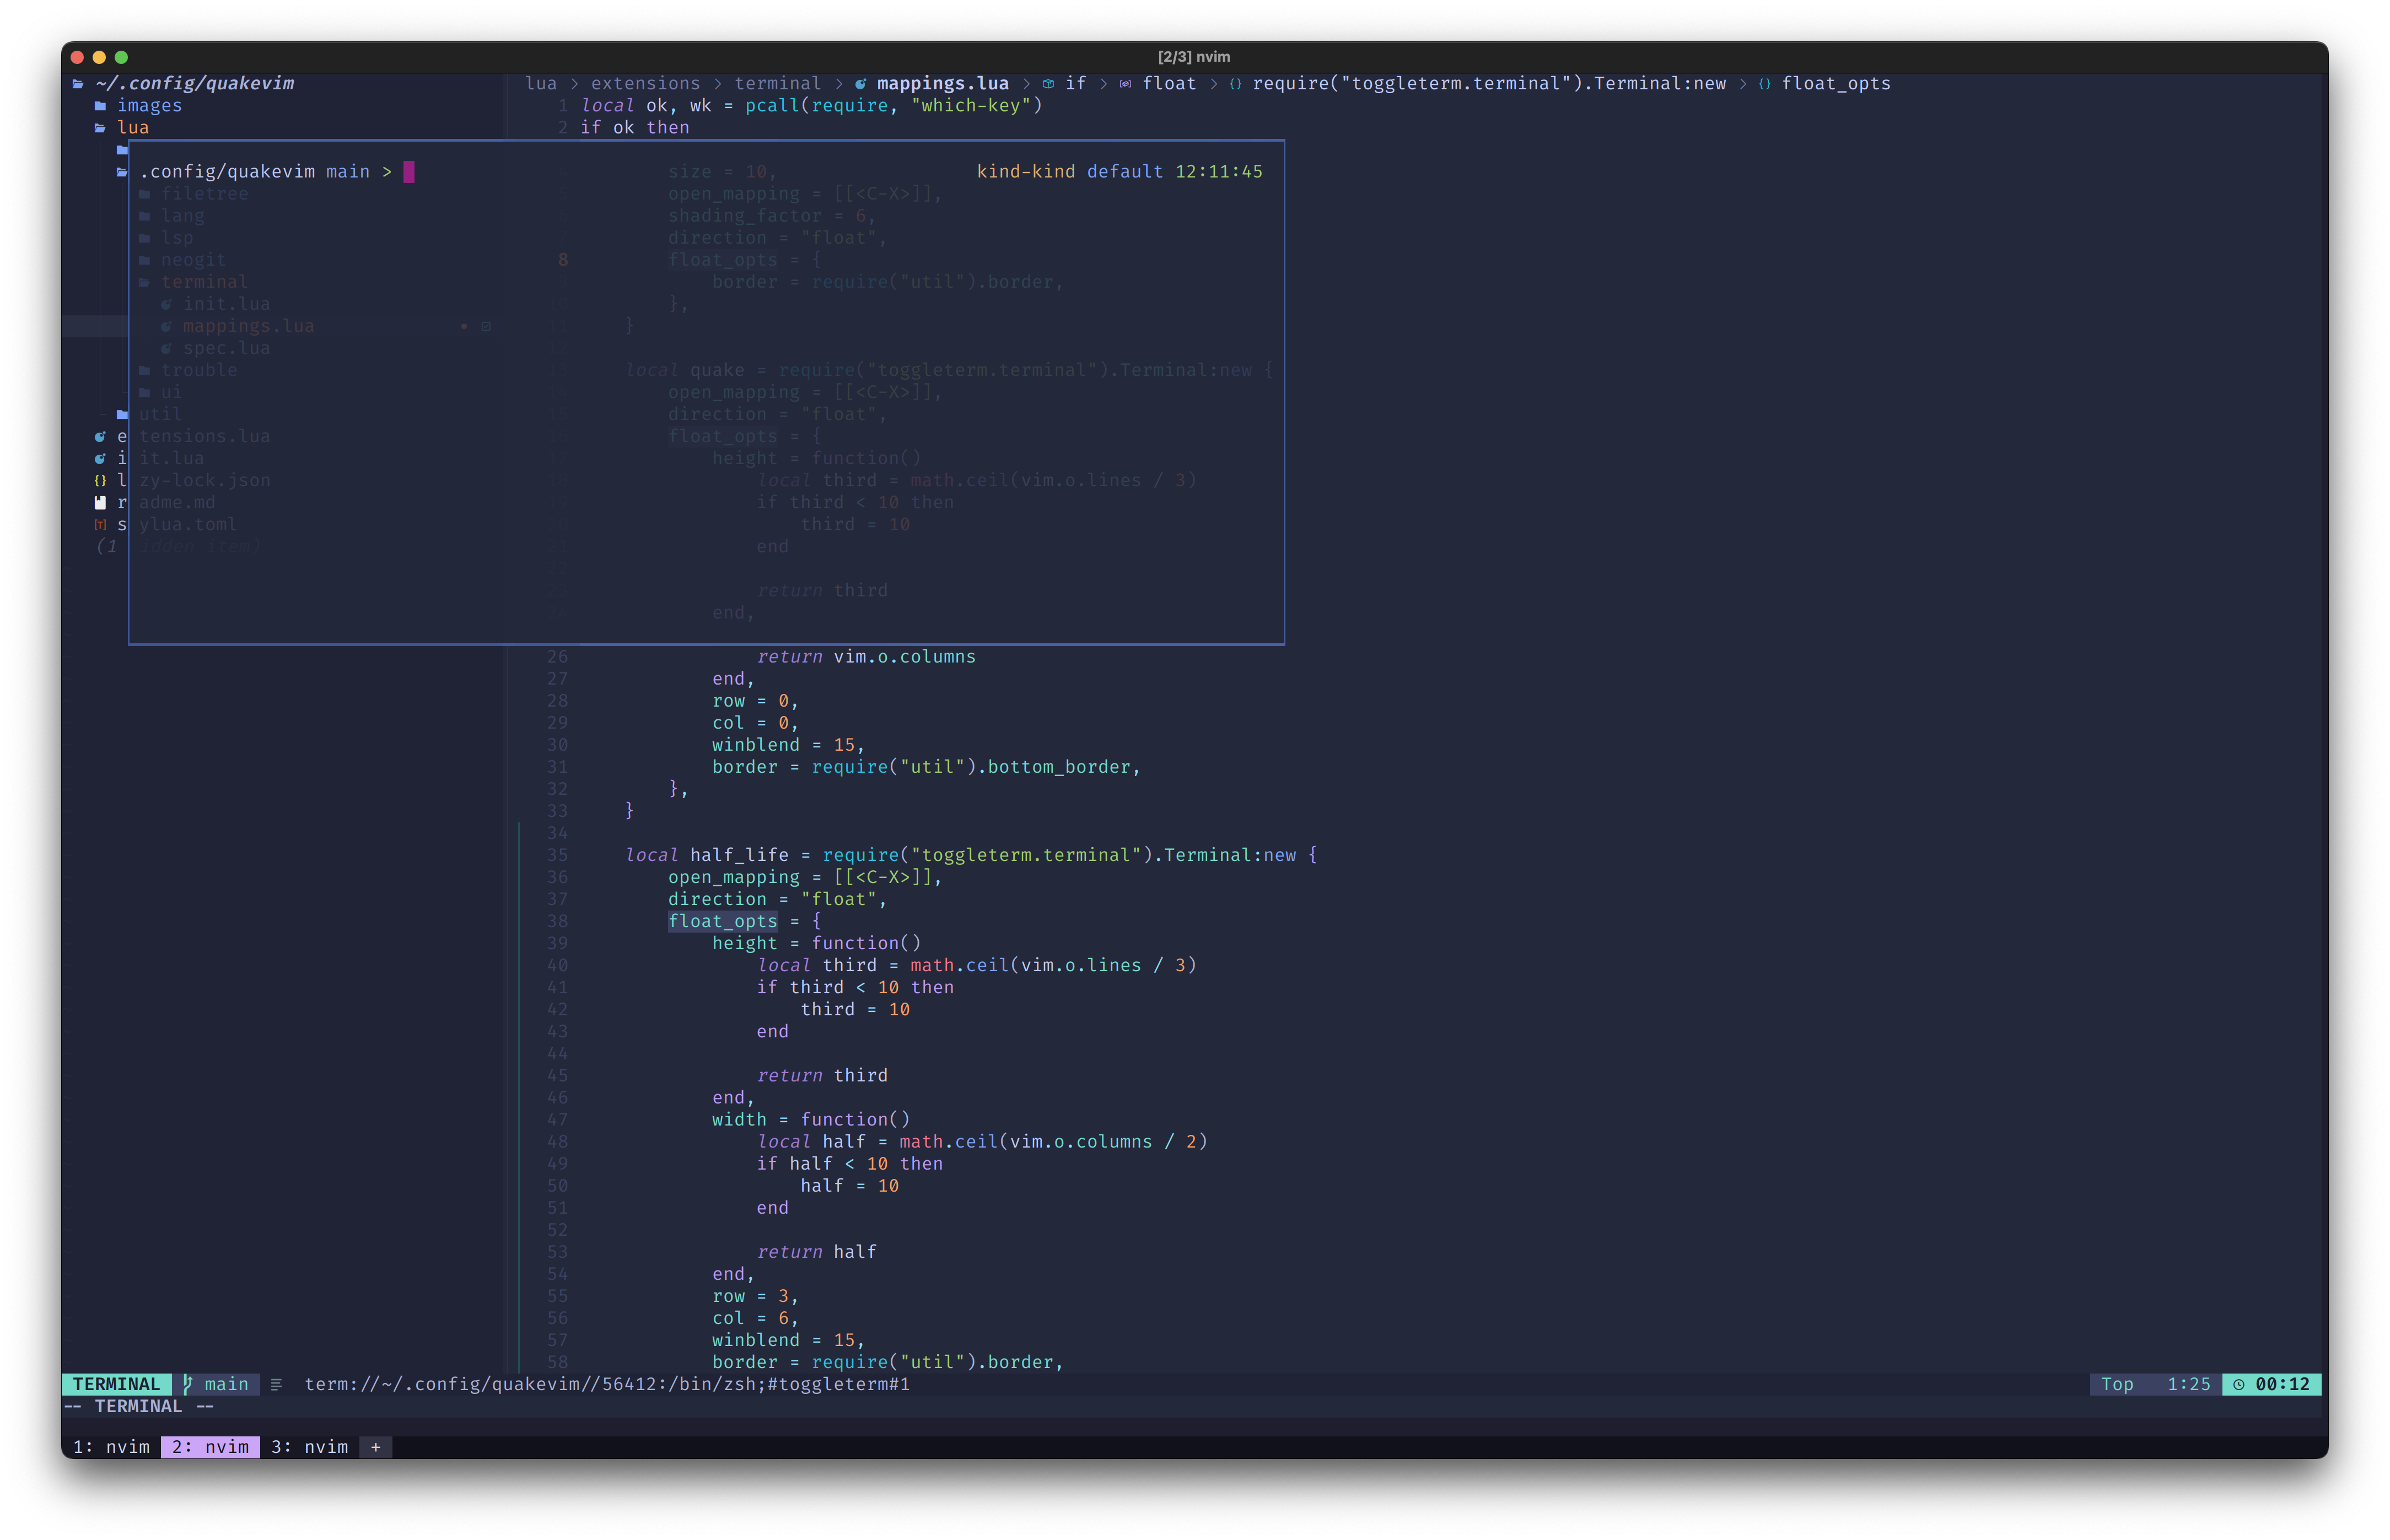 [2/3] nvim
~/.config/quakevim
images
lua
filetree
lang
lsp
neogit
terminal
init.lua
mappings.lua
spec.lua
trouble
ui
util
e tensions.lua
i it.lua
l zy-lock.json
r adme.md
s ylua.toml
(1 idden item)
lua > extensions > terminal > mappings.lua > if > float > {} require("toggleterm.terminal").Terminal:new > {} float_opts
1 local ok, wk = pcall(require, "which-key")
2 if ok then
.config/quakevim main > kind-kind default 12:11:45
size = 10,
open_mapping = [[<C-X>]],
shading_factor = 6,
direction = "float",
8 float_opts = {
border = require("util").border,
},
}
local quake = require("toggleterm.terminal").Terminal:new {
open_mapping = [[<C-X>]],
direction = "float",
float_opts = {
height = function()
local third = math.ceil(vim.o.lines / 3)
if third < 10 then
third = 10
end
return third
end,
26 return vim.o.columns
27 end,
28 row = 0,
29 col = 0,
30 winblend = 15,
31 border = require("util").bottom_border,
32 },
33 }
34
35 local half_life = require("toggleterm.terminal").Terminal:new {
36 open_mapping = [[<C-X>]],
37 direction = "float",
38 float_opts = {
39 height = function()
40 local third = math.ceil(vim.o.lines / 3)
41 if third < 10 then
42 third = 10
43 end
44
45 return third
46 end,
47 width = function()
48 local half = math.ceil(vim.o.columns / 2)
49 if half < 10 then
50 half = 10
51 end
52
53 return half
54 end,
55 row = 3,
56 col = 6,
57 winblend = 15,
58 border = require("util").border,
TERMINAL main term://~/.config/quakevim//56412:/bin/zsh;#toggleterm#1 Top 1:25 00:12
-- TERMINAL --
1: nvim 2: nvim 3: nvim +